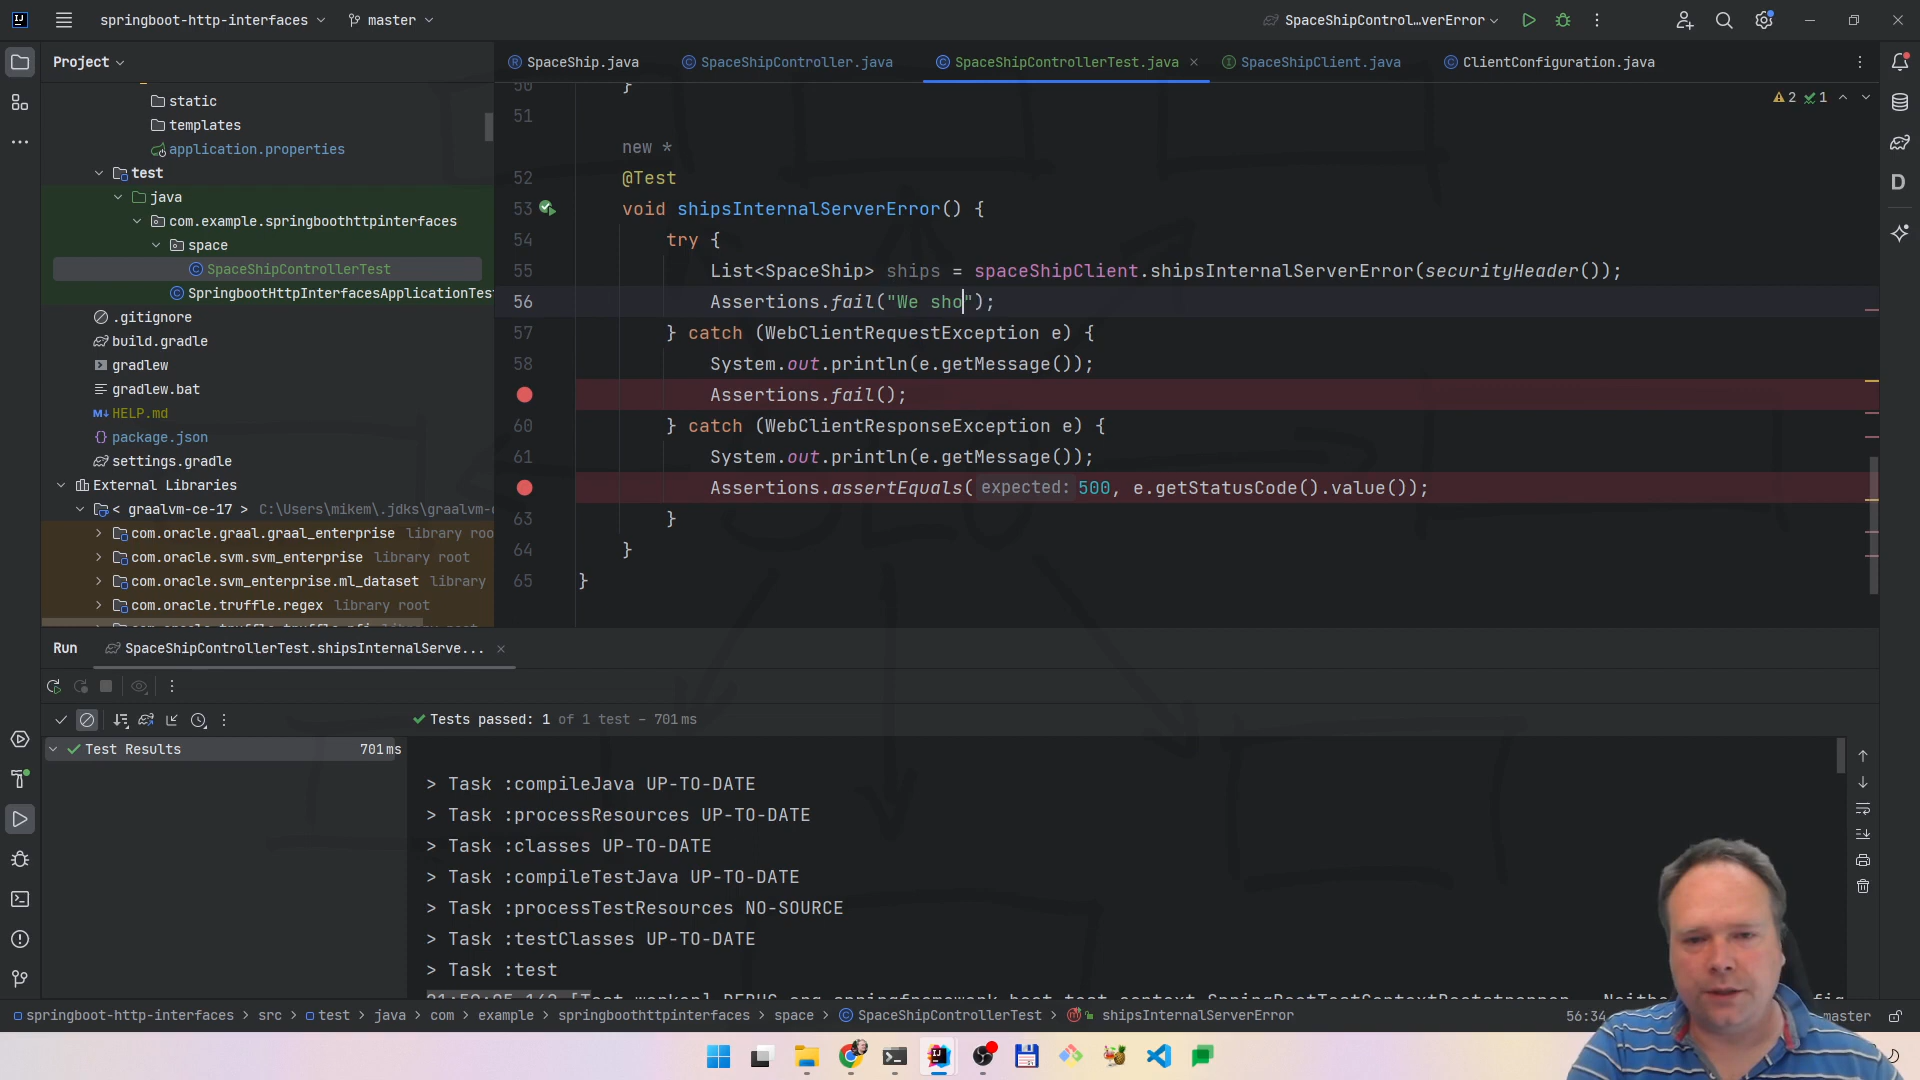 springboot-http-interfaces
master
SpaceShipControl...verError
Project
SpaceShip.java
SpaceShipController.java
SpaceShipControllerTest.java
SpaceShipClient.java
ClientConfiguration.java
static
templates
application.properties
test
java
com.example.springboothttpinterfaces
space
SpaceShipControllerTest
SpringbootHttpInterfacesApplicationTest
.gitignore
build.gradle
gradlew
gradlew.bat
M↓ HELP.md
package.json
settings.gradle
External Libraries
< graalvm-ce-17 > C:\Users\mikem\.jdks\graalvm-c
com.oracle.graal.graal_enterprise library roo
com.oracle.svm.svm_enterprise library root
com.oracle.svm_enterprise.ml_dataset library
com.oracle.truffle.regex library root
2 1
50 }
51
new *
52 @Test
53 void shipsInternalServerError() {
54 try {
55 List<SpaceShip> ships = spaceShipClient.shipsInternalServerError(securityHeader());
56 Assertions.fail("We sho");
57 } catch (WebClientRequestException e) {
58 System.out.println(e.getMessage());
Assertions.fail();
60 } catch (WebClientResponseException e) {
61 System.out.println(e.getMessage());
Assertions.assertEquals( expected: 500, e.getStatusCode().value());
63 }
64 }
65 }
Run
SpaceShipControllerTest.shipsInternalServe...
Tests passed: 1 of 1 test – 701 ms
Test Results 701 ms
> Task :compileJava UP-TO-DATE
> Task :processResources UP-TO-DATE
> Task :classes UP-TO-DATE
> Task :compileTestJava UP-TO-DATE
> Task :processTestResources NO-SOURCE
> Task :testClasses UP-TO-DATE
> Task :test
springboot-http-interfaces > src > test > java > com > example > springboothttpinterfaces > space > SpaceShipControllerTest > shipsInternalServerError
56:34
master